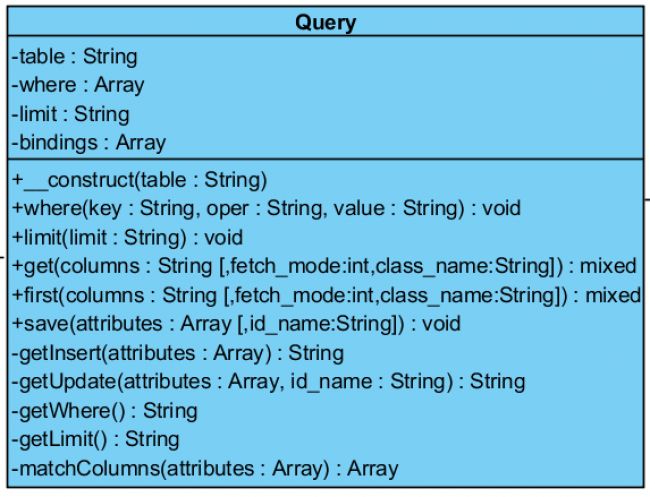 Query
-table : String
-where : Array
-limit : String
-bindings : Array
+__construct(table : String)
+where(key : String, oper : String, value : String) : void
+limit(limit : String) : void
+get(columns : String [,fetch_mode:int,class_name:String]) : mixed
+first(columns : String [,fetch_mode:int,class_name:String]) : mixed
+save(attributes : Array [,id_name:String]) : void
-getInsert(attributes : Array) : String
-getUpdate(attributes : Array, id_name : String) : String
-getWhere() : String
-getLimit() : String
-matchColumns(attributes : Array) : Array